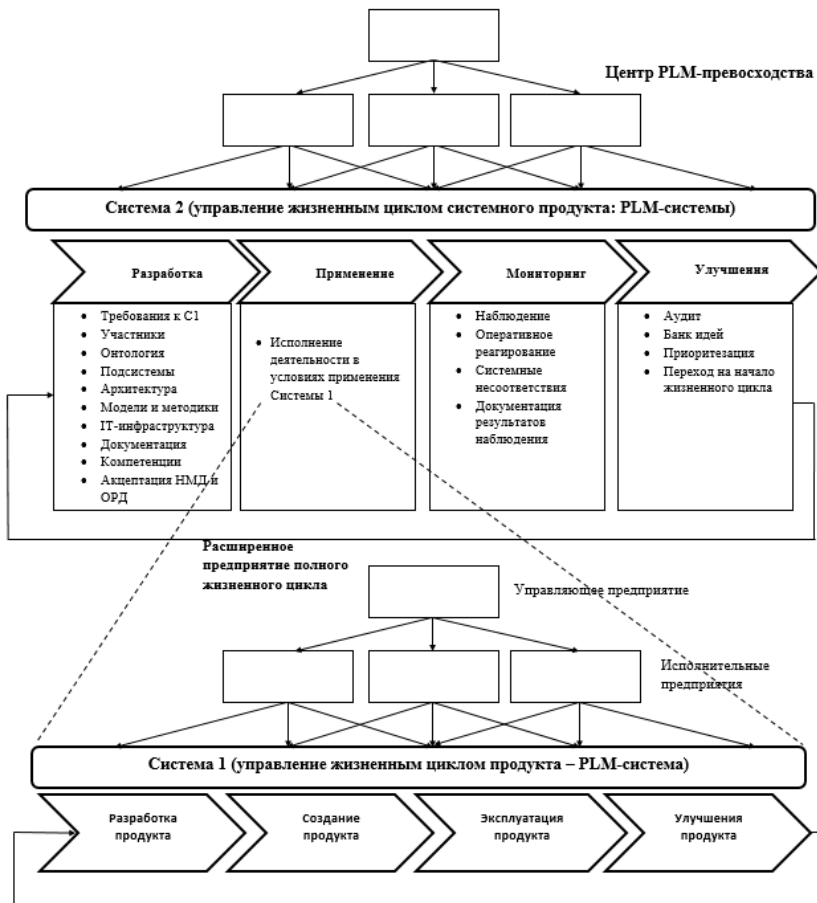 Центр PLM-превосходства
Система 2 (управление жизненным циклом системного продукта: PLM-системы)
Разработка
Применение
Мониторинг
Улучшения
Требования к С1
Участники
Онтология
Подсистемы
Архитектура
Модели и методики
IT-инфраструктура
Документация
Компетенции
Акцептация НМД и
ОРД
Исполнение
деятельности в
условиях применения
Системы 1
Наблюдение
Оперативное
реагирование
Системные
несоответствия
Документация
результатов
наблюдения
Аудит
Банк идей
Приоритезация
Переход на начало
жизненного цикла
Расширенное
предприятие полного
жизненного цикла
Управляющее предприятие
Исполнительные
предприятия
Система 1 (управление жизненным циклом продукта – PLM-система)
Разработка
продукта
Создание
продукта
Эксплуатация
продукта
Улучшения
продукта